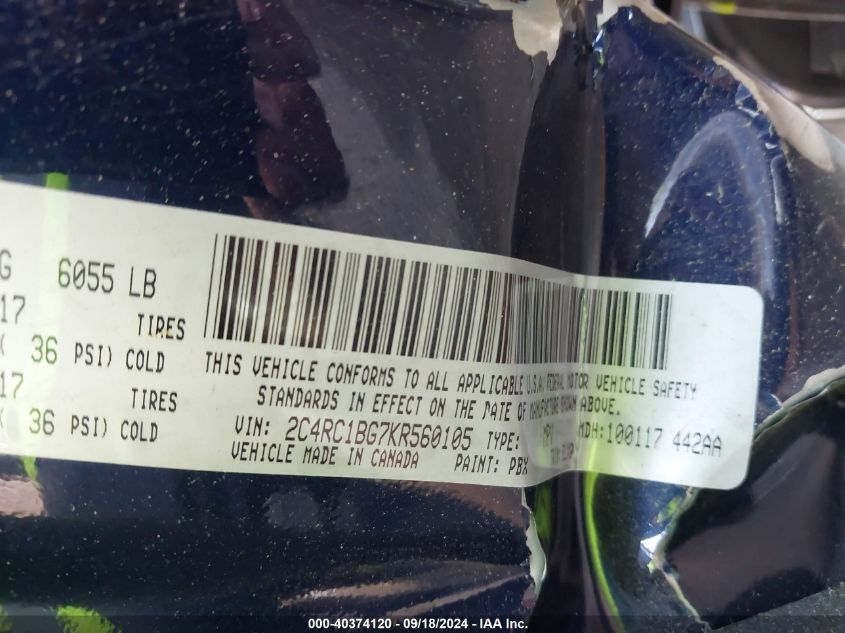 G 6055 LB
17 TIRES
( 36 PSI) COLD
17 TIRES
( 36 PSI) COLD
THIS VEHICLE CONFORMS TO ALL APPLICABLE U.S.A. FEDERAL MOTOR VEHICLE SAFETY
STANDARDS IN EFFECT ON THE DATE OF MANUFACTURE SHOWN ABOVE.
VIN: 2C4RC1BG7KR560105 TYPE: MPV MDH:100117 442AA
VEHICLE MADE IN CANADA PAINT: PBX
000-40374120 - 09/18/2024 - IAA Inc.